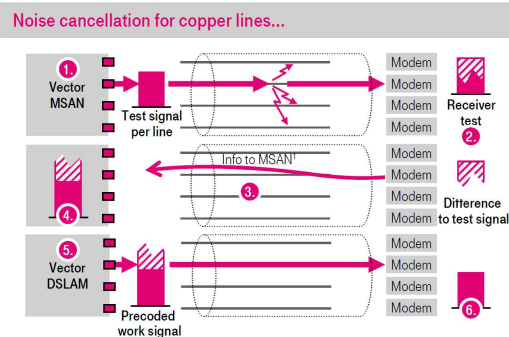 Noise cancellation for copper lines...
1.
Vector
MSAN
Test signal
per line
Modem
Modem
Modem
Modem
Receiver
test
2.
Info to MSAN¹
3.
4.
Modem
Modem
Modem
Modem
Difference
to test signal
5.
Vector
DSLAM
Precoded
work signal
Modem
Modem
Modem
Modem
6.